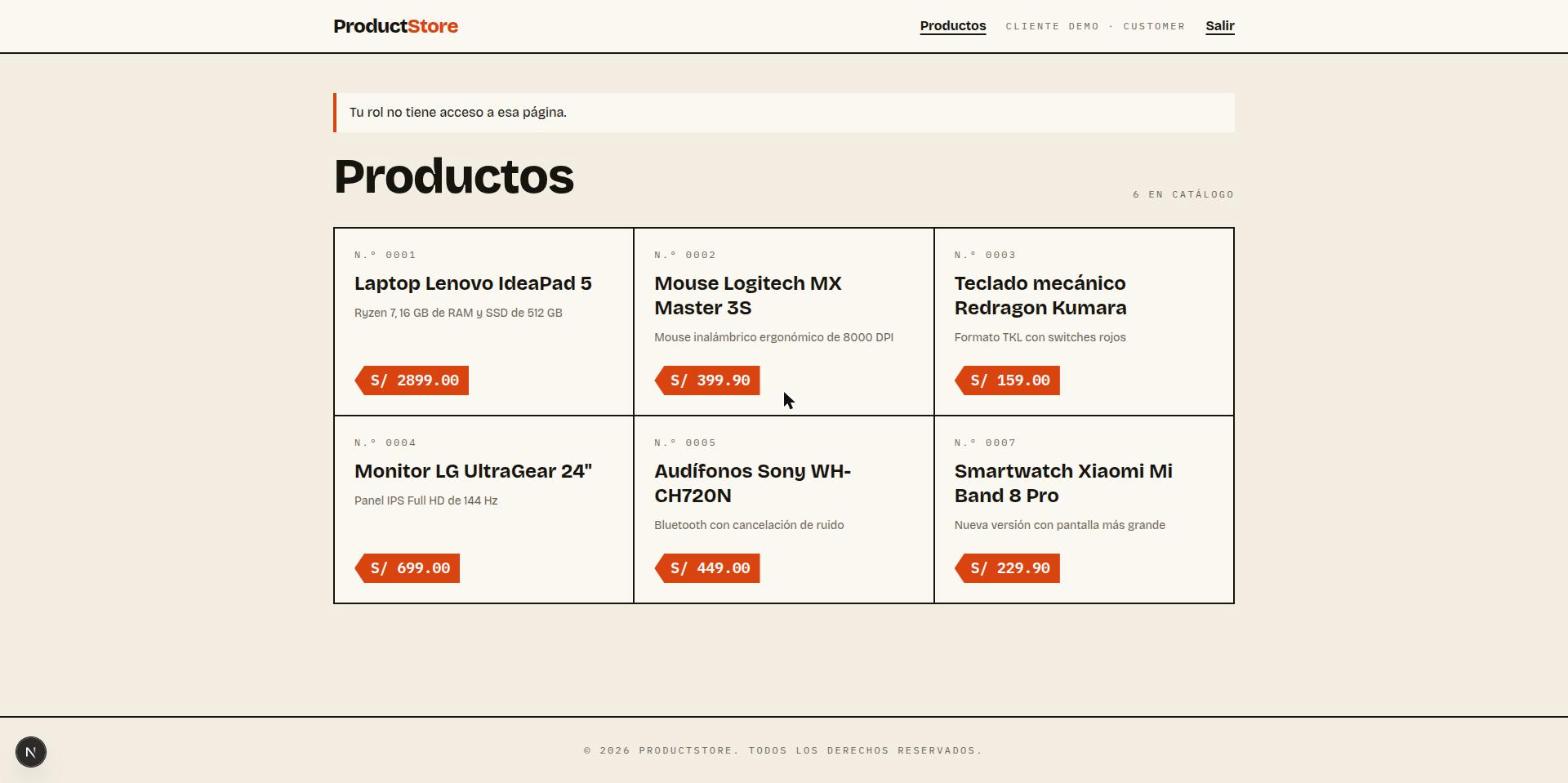 ProductStore
Productos
CLIENTE DEMO · CUSTOMER
Salir
Tu rol no tiene acceso a esa página.
Productos
6 EN CATÁLOGO
N.º 0001
Laptop Lenovo IdeaPad 5
Ryzen 7, 16 GB de RAM y SSD de 512 GB
S/ 2899.00
N.º 0002
Mouse Logitech MX
Master 3S
Mouse inalámbrico ergonómico de 8000 DPI
S/ 399.90
N.º 0003
Teclado mecánico
Redragon Kumara
Formato TKL con switches rojos
S/ 159.00
N.º 0004
Monitor LG UltraGear 24"
Panel IPS Full HD de 144 Hz
S/ 699.00
N.º 0005
Audífonos Sony WH-
CH720N
Bluetooth con cancelación de ruido
S/ 449.00
N.º 0007
Smartwatch Xiaomi Mi
Band 8 Pro
Nueva versión con pantalla más grande
S/ 229.90
N
© 2026 PRODUCTSTORE. TODOS LOS DERECHOS RESERVADOS.